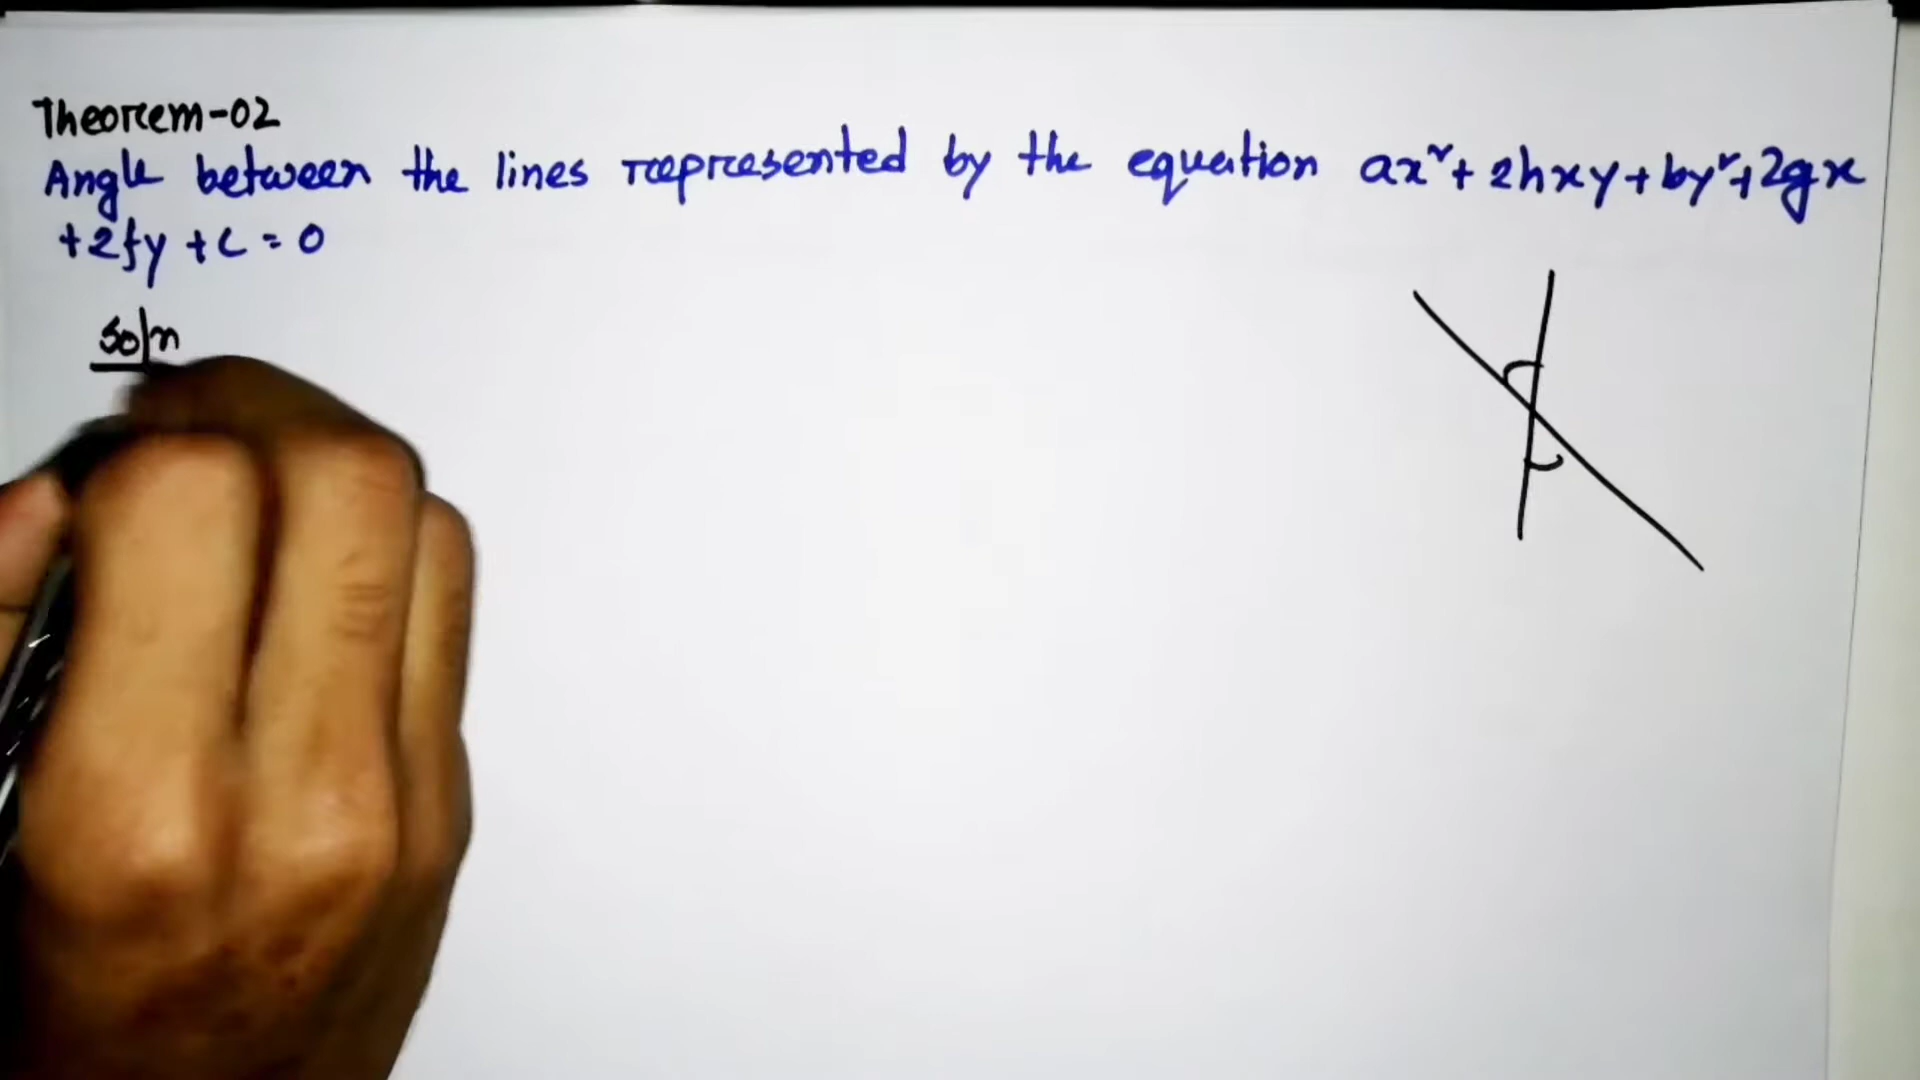 Theorem-02
Angle between the lines represented by the equation ax²+2hxy+by²+2gx
+2fy+c=0
Soln